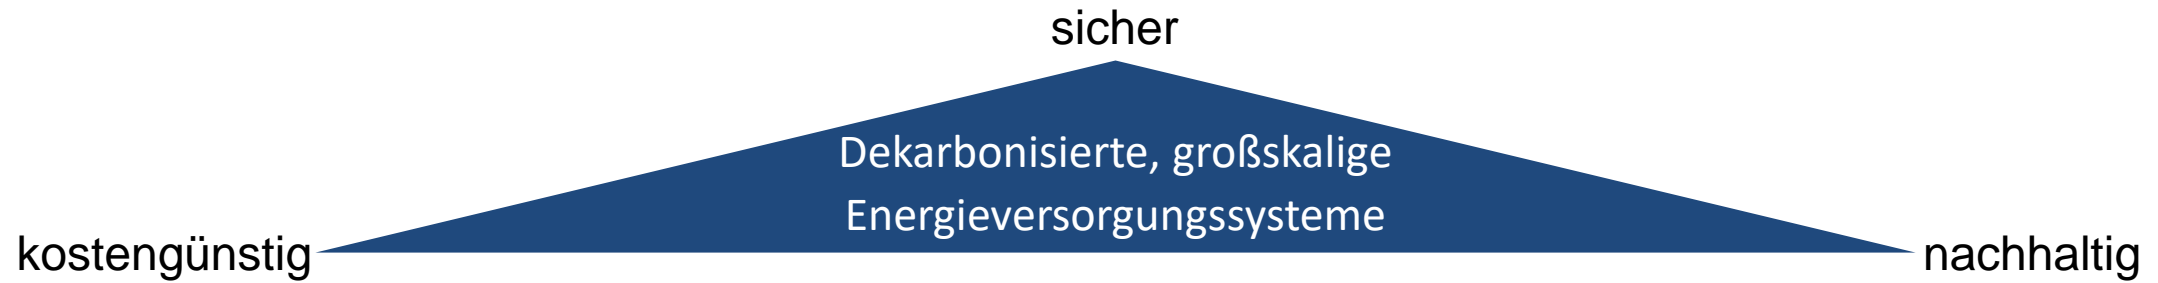 sicher
Dekarbonisierte, großskalige
Energieversorgungssysteme
kostengünstig
nachhaltig